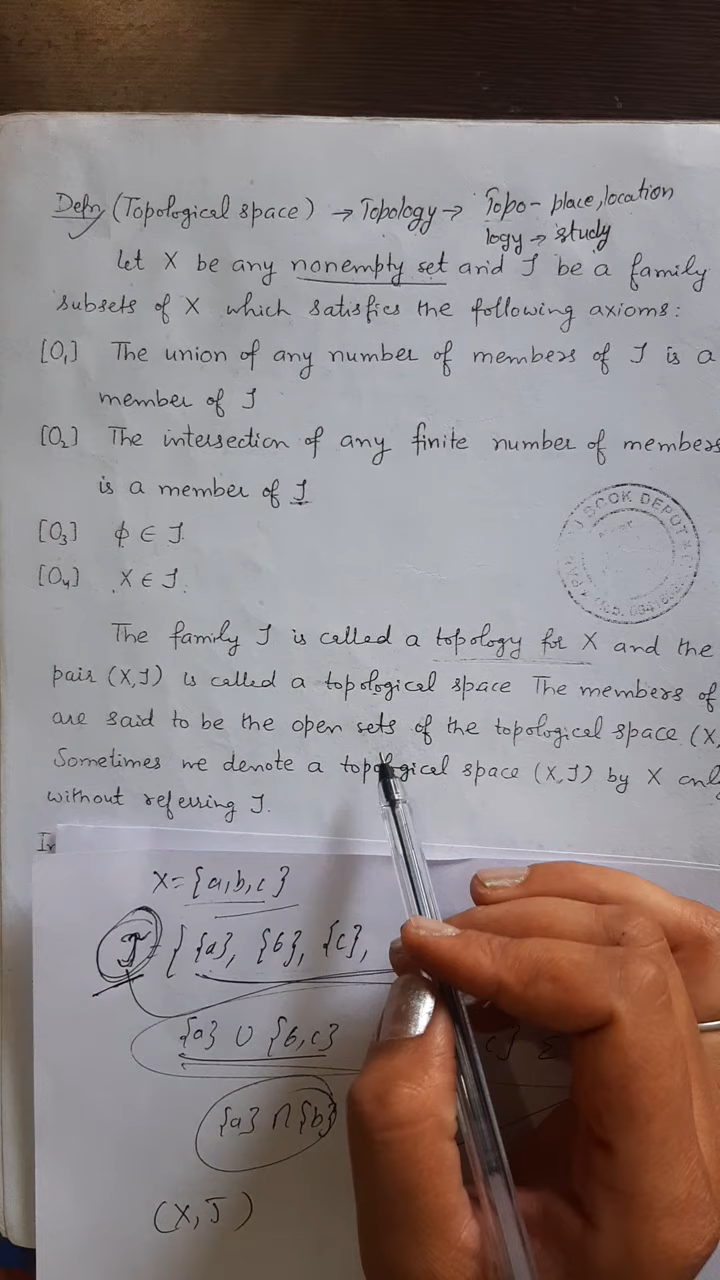 Defn (Topological space) → Topology → Topo - place, location
logy → study
Let X be any nonempty set and J be a family
subsets of X which satisfies the following axioms:
[O₁] The union of any number of members of J is a
member of J
[O₂] The intersection of any finite number of members
is a member of J
[O₃] ϕ ∈ J.
[O₄] X ∈ J.
BOOK DEPOT
The family J is called a topology for X and the
pair (X, J) is called a topological space The members of
are said to be the open sets of the topological space (X,
Sometimes we denote a topological space (X, J) by X only
without referring J.
X = {a, b, c}
J = { {a}, {b}, {c},
{a} ∪ {b, c} c}
{a} ∩ {b}
(X, J)